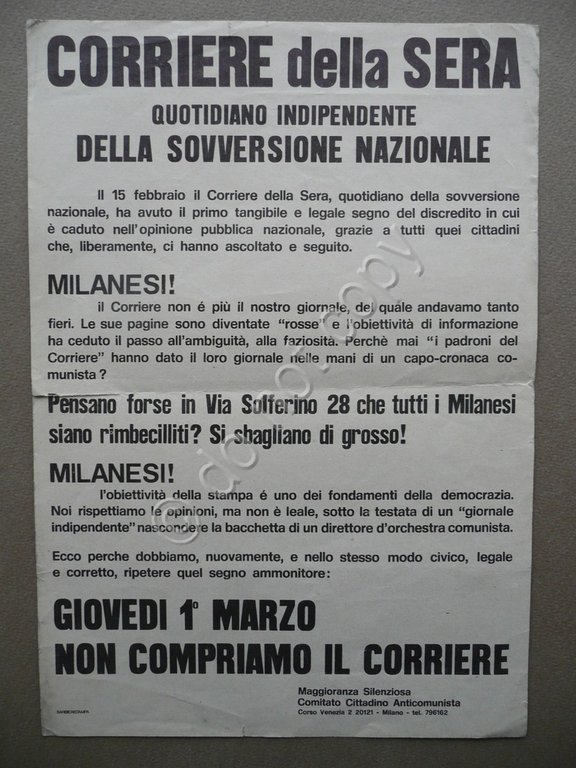 CORRIERE della SERA
QUOTIDIANO INDIPENDENTE
DELLA SOVVERSIONE NAZIONALE
Il 15 febbraio il Corriere della Sera, quotidiano della sovversione
nazionale, ha avuto il primo tangibile e legale segno del discredito in cui
è caduto nell'opinione pubblica nazionale, grazie a tutti quei cittadini
che, liberamente, ci hanno ascoltato e seguito.
MILANESI!
il Corriere non é più il nostro giornale, del quale andavamo tanto
fieri. Le sue pagine sono diventate “rosse” e l'obiettività di informazione
ha ceduto il passo all'ambiguità, alla faziosità. Perchè mai “i padroni del
Corriere” hanno dato il loro giornale nelle mani di un capo-cronaca co-
munista?
Pensano forse in Via Solferino 28 che tutti i Milanesi
siano rimbecilliti? Si sbagliano di grosso!
MILANESI!
l'obiettività della stampa é uno dei fondamenti della democrazia.
Noi rispettiamo le opinioni, ma non è leale, sotto la testata di un “giornale
indipendente” nascondere la bacchetta di un direttore d'orchestra comunista.
Ecco perche dobbiamo, nuovamente, e nello stesso modo civico, legale
e corretto, ripetere quel segno ammonitore:
GIOVEDI 1° MARZO
NON COMPRIAMO IL CORRIERE
Maggioranza Silenziosa
Comitato Cittadino Anticomunista
Corso Venezia 2 20121 - Milano - tel. 796162